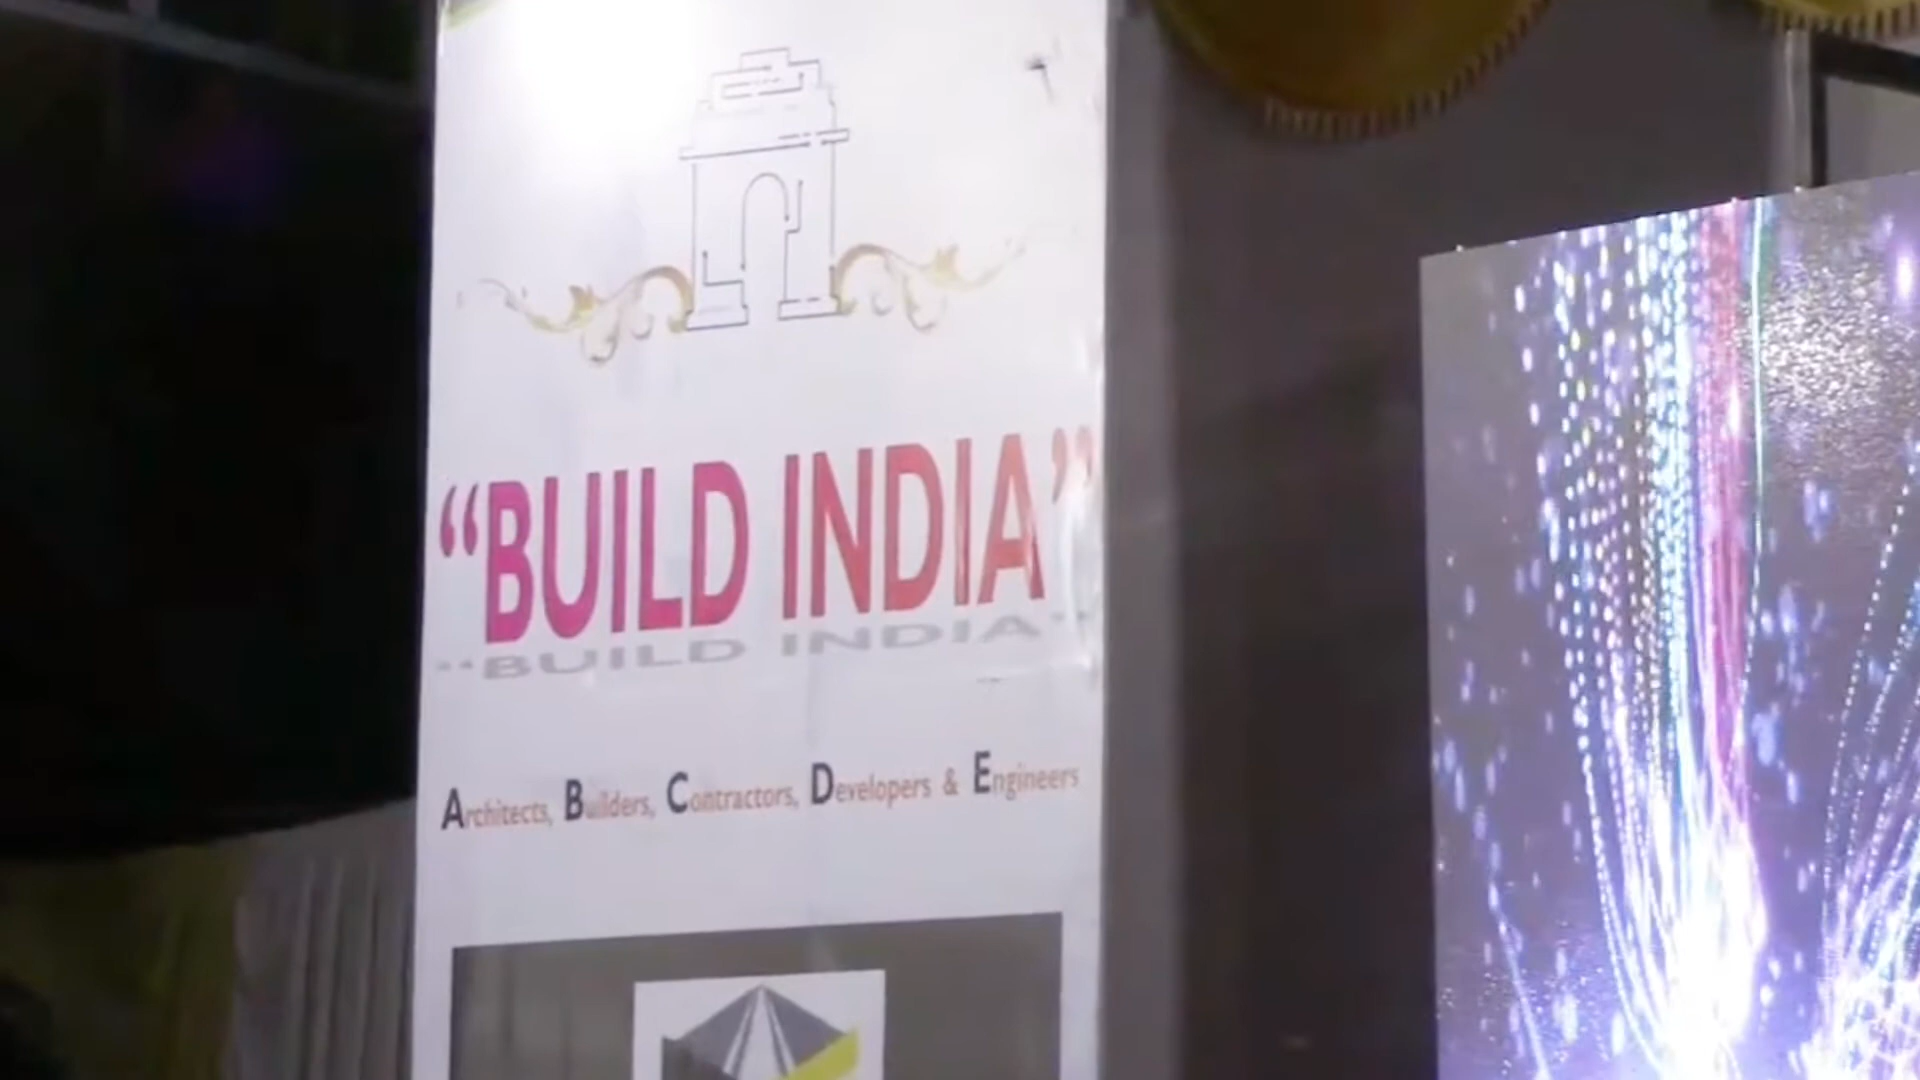 “BUILD INDIA”
“BUILD INDIA”
Architects, Builders, Contractors, Developers & Engineers